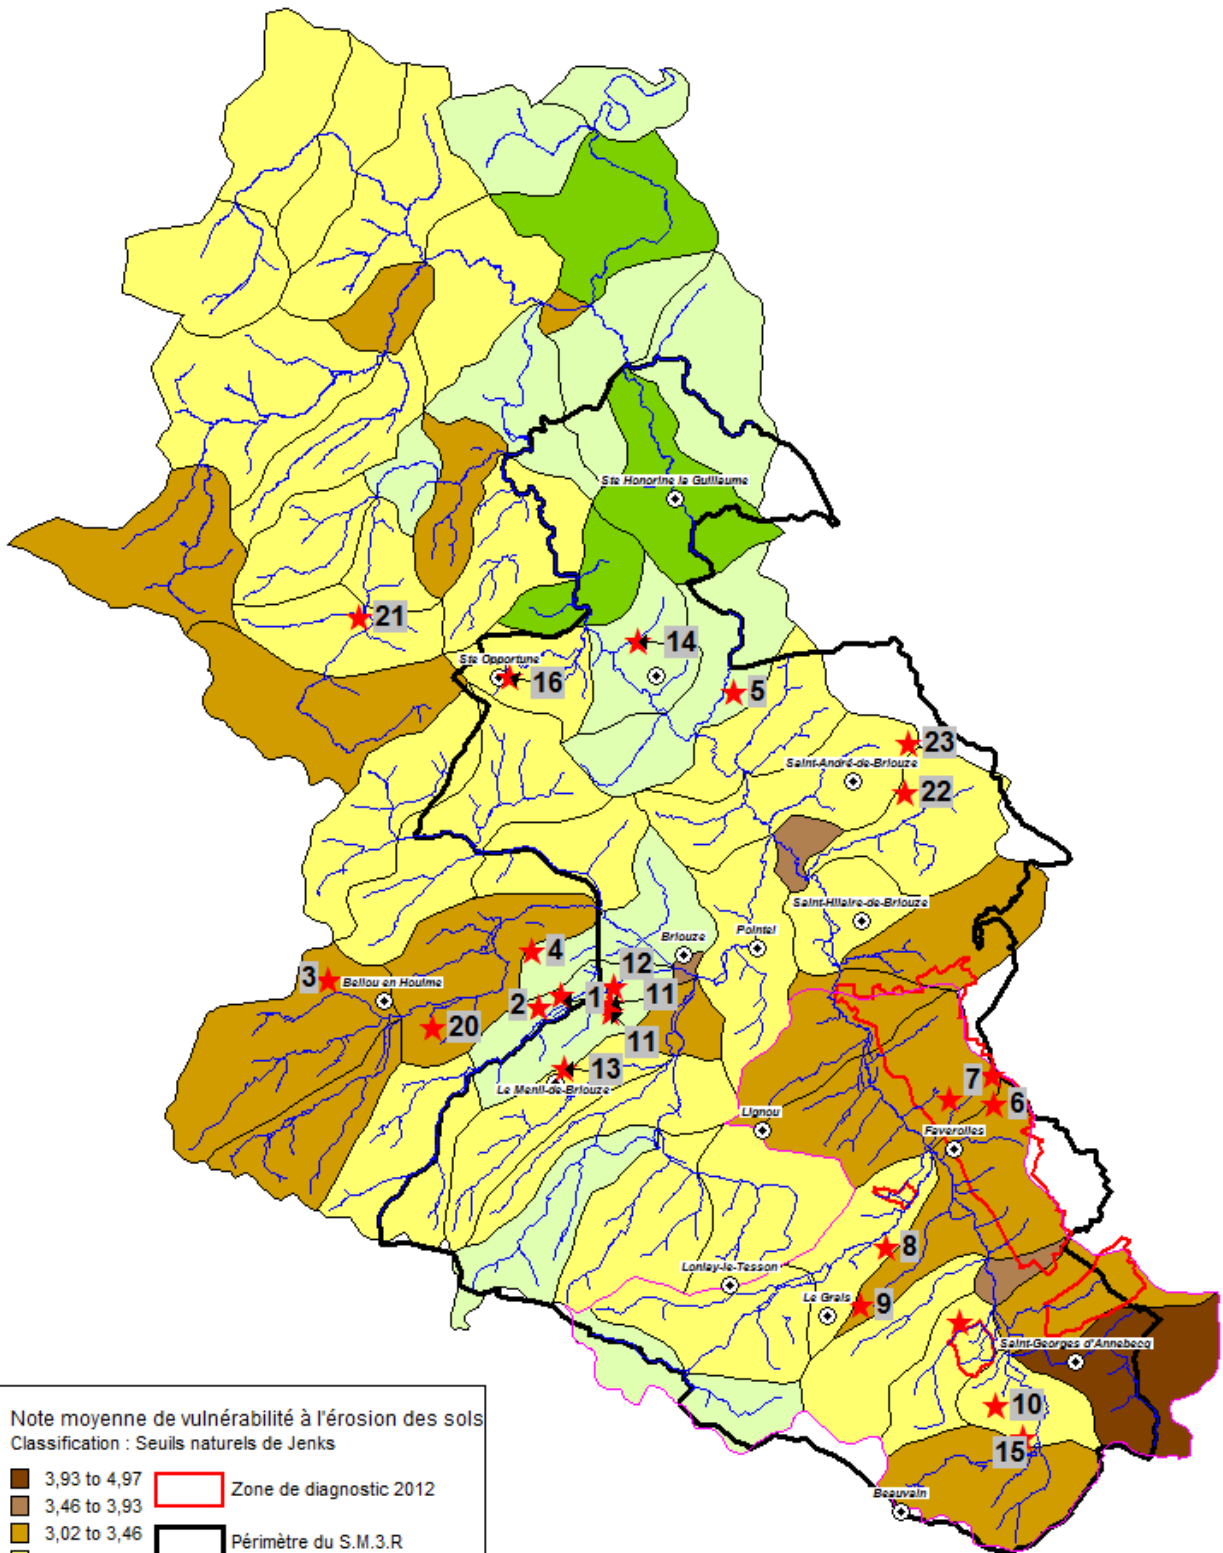 Ste Honorine la Guillaume
21
14
Ste Opportune
16
5
23
Saint-André-de-Briouze
22
Saint-Hilaire-de-Briouze
Pointel
Briouze
4
12
3
Bellou en Houlme
2
1
11
20
11
13
Le Menil-de-Briouze
7
6
Lignou
Faverolles
8
Lonlay-le-Tesson
Le Grais
9
Saint-Georges d'Annebecq
10
15
Beauvain
Note moyenne de vulnérabilité à l'érosion des sols
Classification : Seuils naturels de Jenks
3,93 to 4,97
Zone de diagnostic 2012
3,46 to 3,93
3,02 to 3,46
Périmètre du S.M.3.R